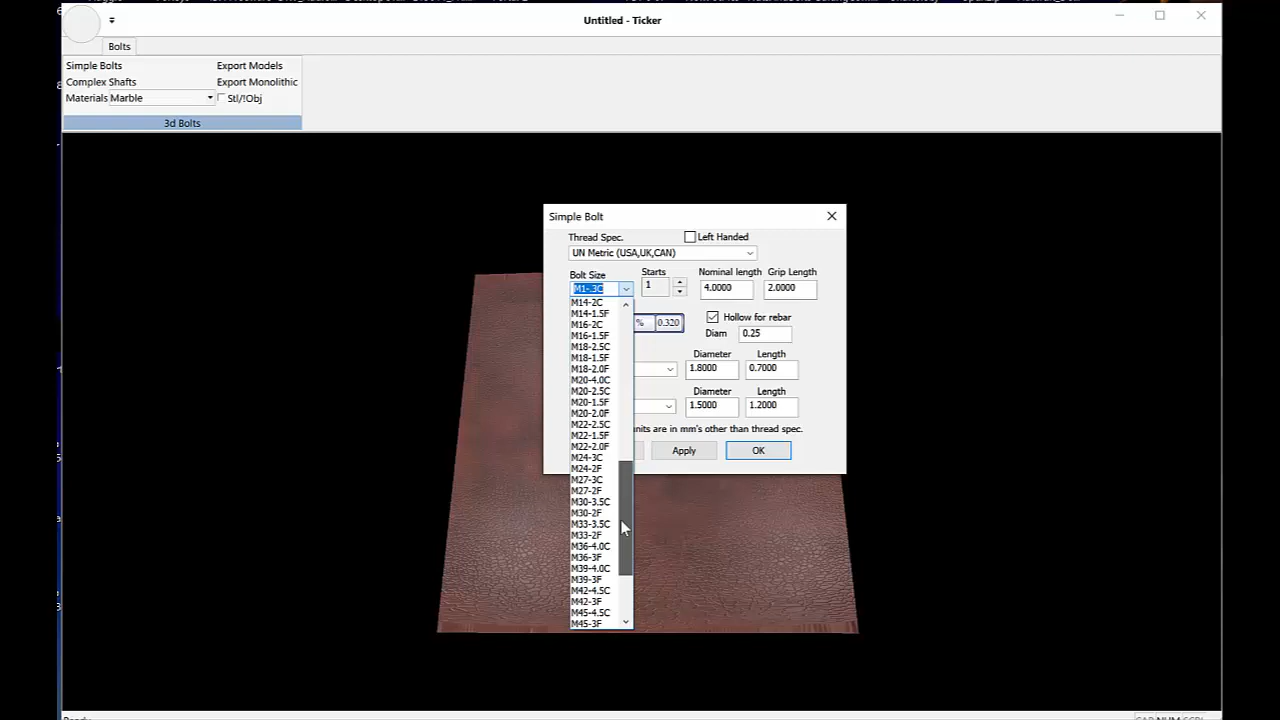 Untitled - Ticker
Bolts
Simple Bolts
Export Models
Complex Shafts
Export Monolithic
Materials
Marble
Stl/!Obj
3d Bolts
Simple Bolt
Thread Spec.
Left Handed
UN Metric (USA,UK,CAN)
Bolt Size
Starts
Nominal length
Grip Length
M1-.3C
1
4.0000
2.0000
M14-2C
M14-1.5F
M16-2C
M16-1.5F
M18-2.5C
M18-1.5F
M18-2.0F
M20-4.0C
M20-2.5C
M20-1.5F
M20-2.0F
M22-2.5C
M22-1.5F
M22-2.0F
M24-3C
M24-2F
M27-3C
M27-2F
M30-3.5C
M30-2F
M33-3.5C
M33-2F
M36-4.0C
M36-3F
M39-4.0C
M39-3F
M42-4.5C
M42-3F
M45-4.5C
M45-3F
%
0.320
Hollow for rebar
Diam
0.25
Diameter
Length
1.8000
0.7000
Diameter
Length
1.5000
1.2000
units are in mm's other than thread spec.
Apply
OK